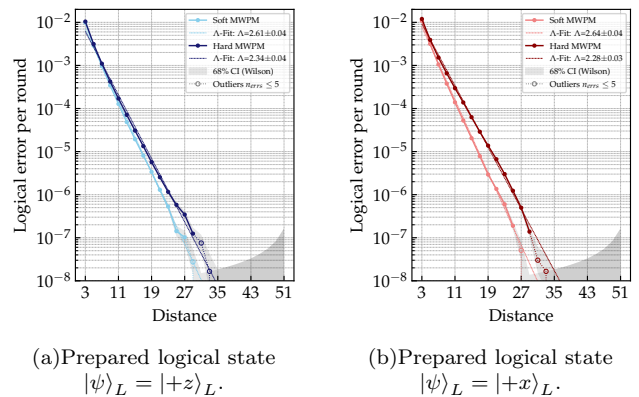 Logical error per round
10⁻²
10⁻³
10⁻⁴
10⁻⁵
10⁻⁶
10⁻⁷
10⁻⁸
Soft MWPM
Λ-Fit: Λ=2.61±0.04
Hard MWPM
Λ-Fit: Λ=2.34±0.04
68% CI (Wilson)
Outliers n_errs ≤ 5
3 11 19 27 35 43 51
Distance
(a)Prepared logical state
|ψ⟩_L = |+z⟩_L.
Logical error per round
10⁻²
10⁻³
10⁻⁴
10⁻⁵
10⁻⁶
10⁻⁷
10⁻⁸
Soft MWPM
Λ-Fit: Λ=2.64±0.04
Hard MWPM
Λ-Fit: Λ=2.28±0.03
68% CI (Wilson)
Outliers n_errs ≤ 5
3 11 19 27 35 43 51
Distance
(b)Prepared logical state
|ψ⟩_L = |+x⟩_L.